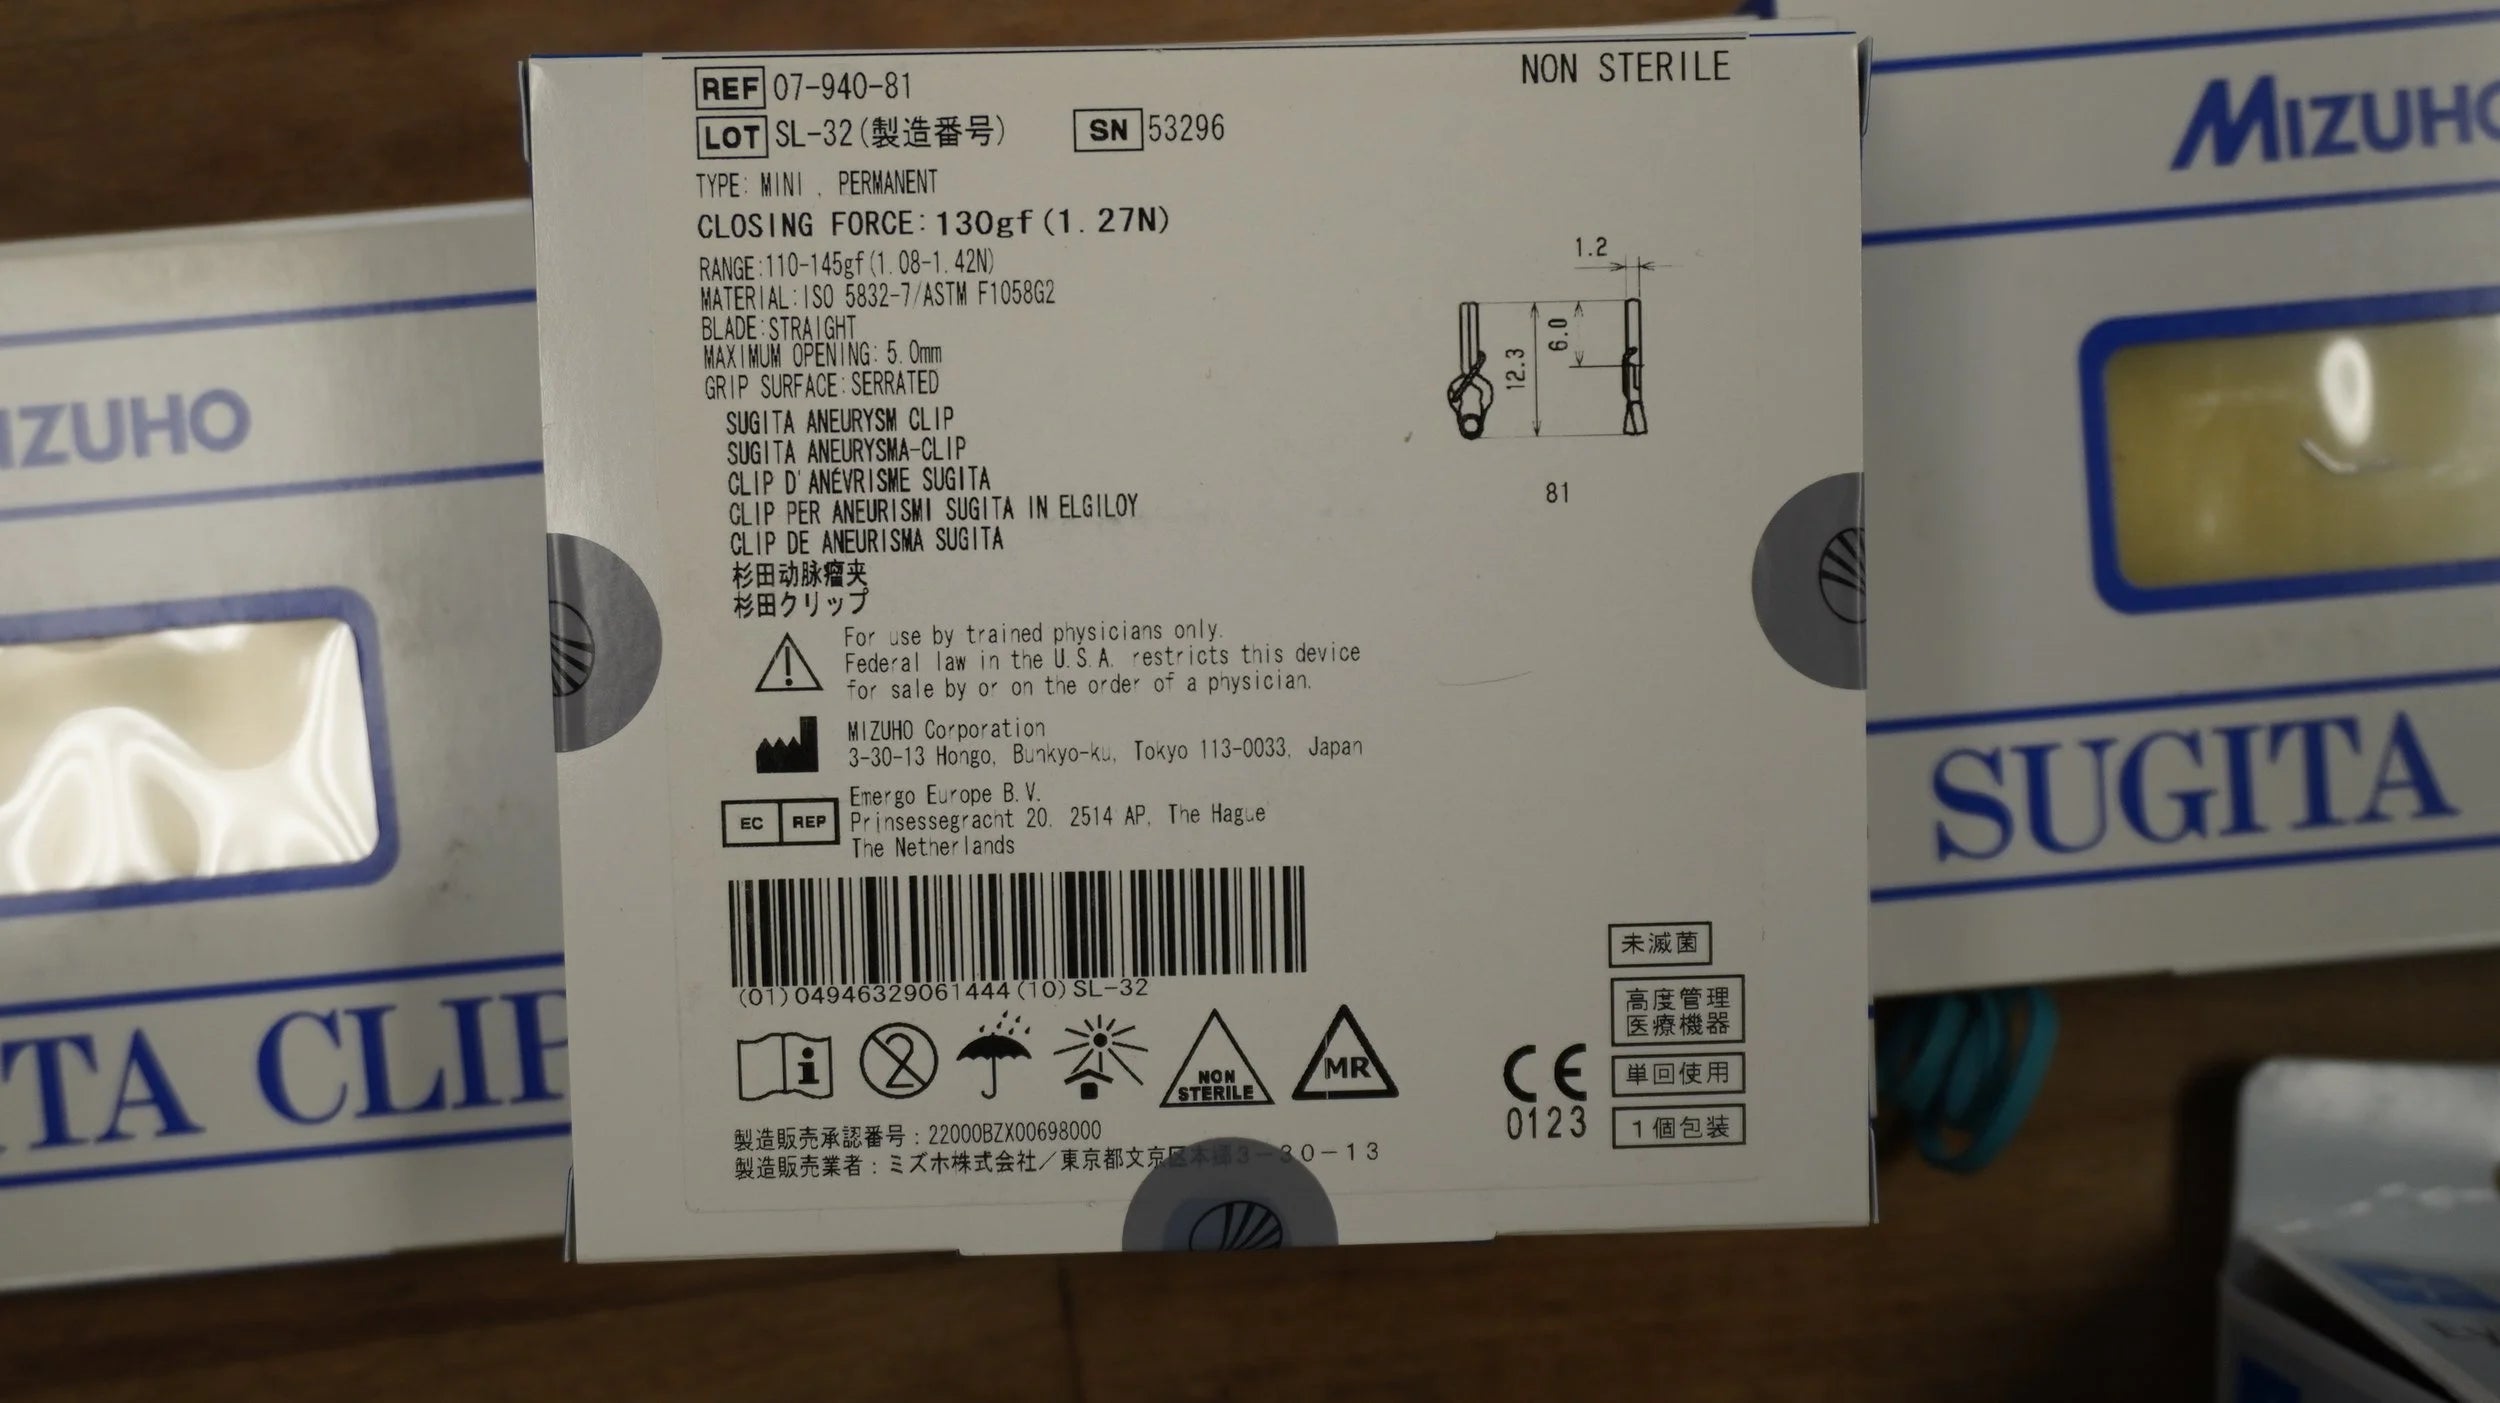 REF 07-940-81
NON STERILE
LOT SL-32(製造番号) SN 53296
TYPE: MINI . PERMANENT
CLOSING FORCE: 130gf (1.27N)
RANGE:110-145gf(1.08-1.42N)
MATERIAL:ISO 5832-7/ASTM F1058G2
BLADE:STRAIGHT
MAXIMUM OPENING: 5.0mm
GRIP SURFACE:SERRATED
SUGITA ANEURYSM CLIP
SUGITA ANEURYSMA-CLIP
CLIP D'ANÉVRISME SUGITA
CLIP PER ANEURISMI SUGITA IN ELGILOY
CLIP DE ANEURISMA SUGITA
杉田动脉瘤夹
杉田クリップ
1.2
6.0
12.3
81
For use by trained physicians only.
Federal law in the U.S.A. restricts this device
for sale by or on the order of a physician.
MIZUHO Corporation
3-30-13 Hongo, Bunkyo-ku, Tokyo 113-0033, Japan
EC REP
Emergo Europe B.V.
Prinsessegracht 20. 2514 AP, The Hague
The Netherlands
(01)04946329061444(10)SL-32
NON
STERILE
MR
CE
0123
未滅菌
高度管理
医療機器
単回使用
1個包装
製造販売承認番号：22000BZX00698000
製造販売業者：ミズホ株式会社／東京都文京区本郷3-30-13
IZUHO
ITA CLIP
MIZUHO
SUGITA